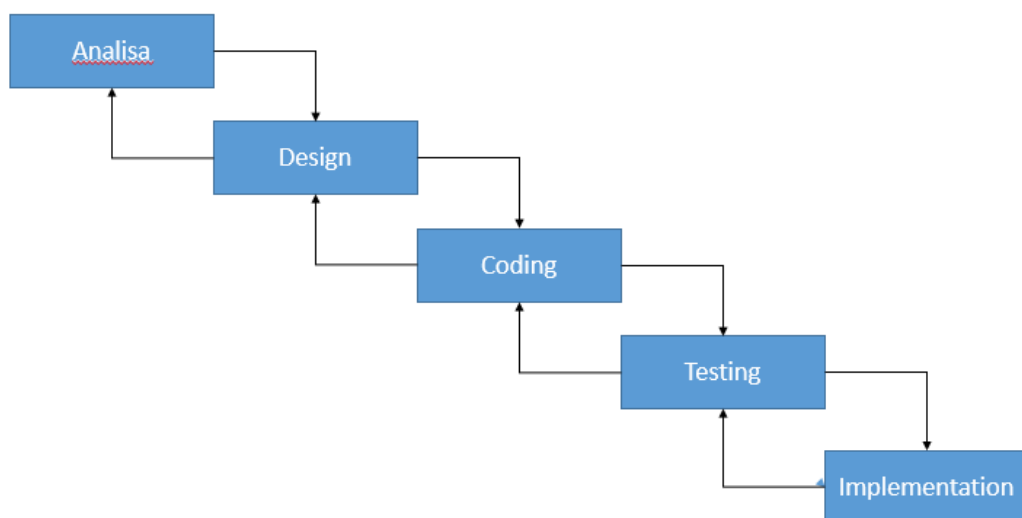 Analisa
Design
Coding
Testing
Implementation